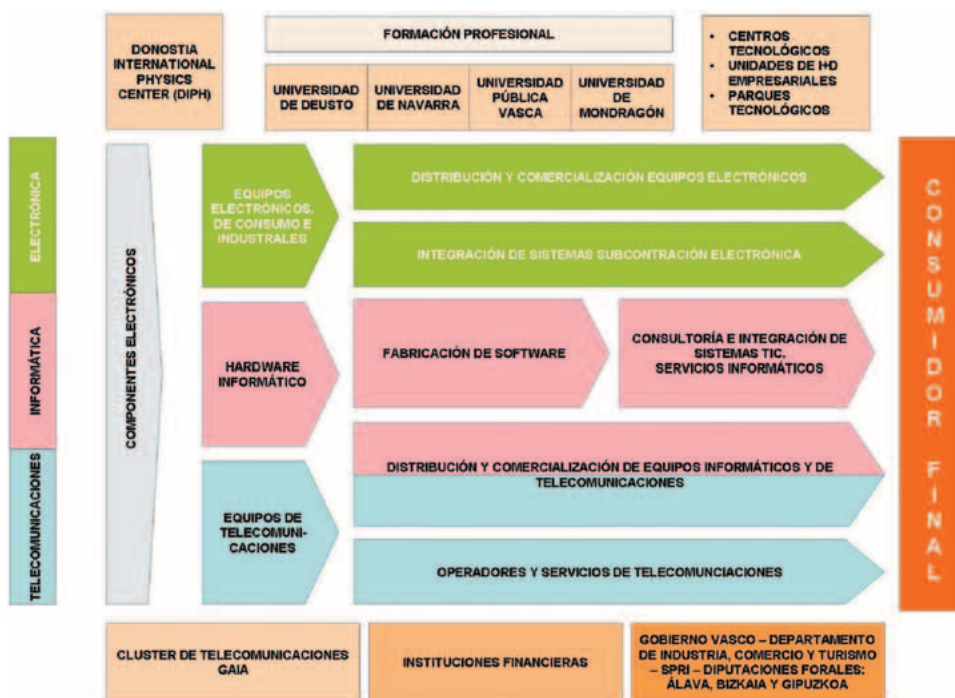 DONOSTIA
INTERNATIONAL
PHYSICS
CENTER (DIPH)
FORMACIÓN PROFESIONAL
UNIVERSIDAD
DE DEUSTO
UNIVERSIDAD
DE NAVARRA
UNIVERSIDAD
PÚBLICA
VASCA
UNIVERSIDAD
DE
MONDRAGÓN
• CENTROS
TECNOLÓGICOS
• UNIDADES DE I+D
EMPRESARIALES
• PARQUES
TECNOLÓGICOS
ELECTRÓNICA
INFORMÁTICA
TELECOMUNICACIONES
COMPONENTES ELECTRÓNICOS
EQUIPOS
ELECTRÓNICOS.
DE CONSUMO E
INDUSTRIALES
DISTRIBUCIÓN Y COMERCIALIZACIÓN EQUIPOS ELECTRÓNICOS
INTEGRACIÓN DE SISTEMAS SUBCONTRACIÓN ELECTRÓNICA
HARDWARE
INFORMÁTICO
FABRICACIÓN DE SOFTWARE
CONSULTORÍA E INTEGRACIÓN DE
SISTEMAS TIC.
SERVICIOS INFORMÁTICOS
DISTRIBUCIÓN Y COMERCIALIZACIÓN DE EQUIPOS INFORMÁTICOS Y DE
TELECOMUNICACIONES
EQUIPOS DE
TELECOMUNI-
CACIONES
OPERADORES Y SERVICIOS DE TELECOMUNCIACIONES
CONSUMIDOR FINAL
CLUSTER DE TELECOMUNICACIONES
GAIA
INSTITUCIONES FINANCIERAS
GOBIERNO VASCO – DEPARTAMENTO
DE INDUSTRIA, COMERCIO Y TURISMO
– SPRI – DIPUTACIONES FORALES:
ÁLAVA, BIZKAIA Y GIPUZKOA